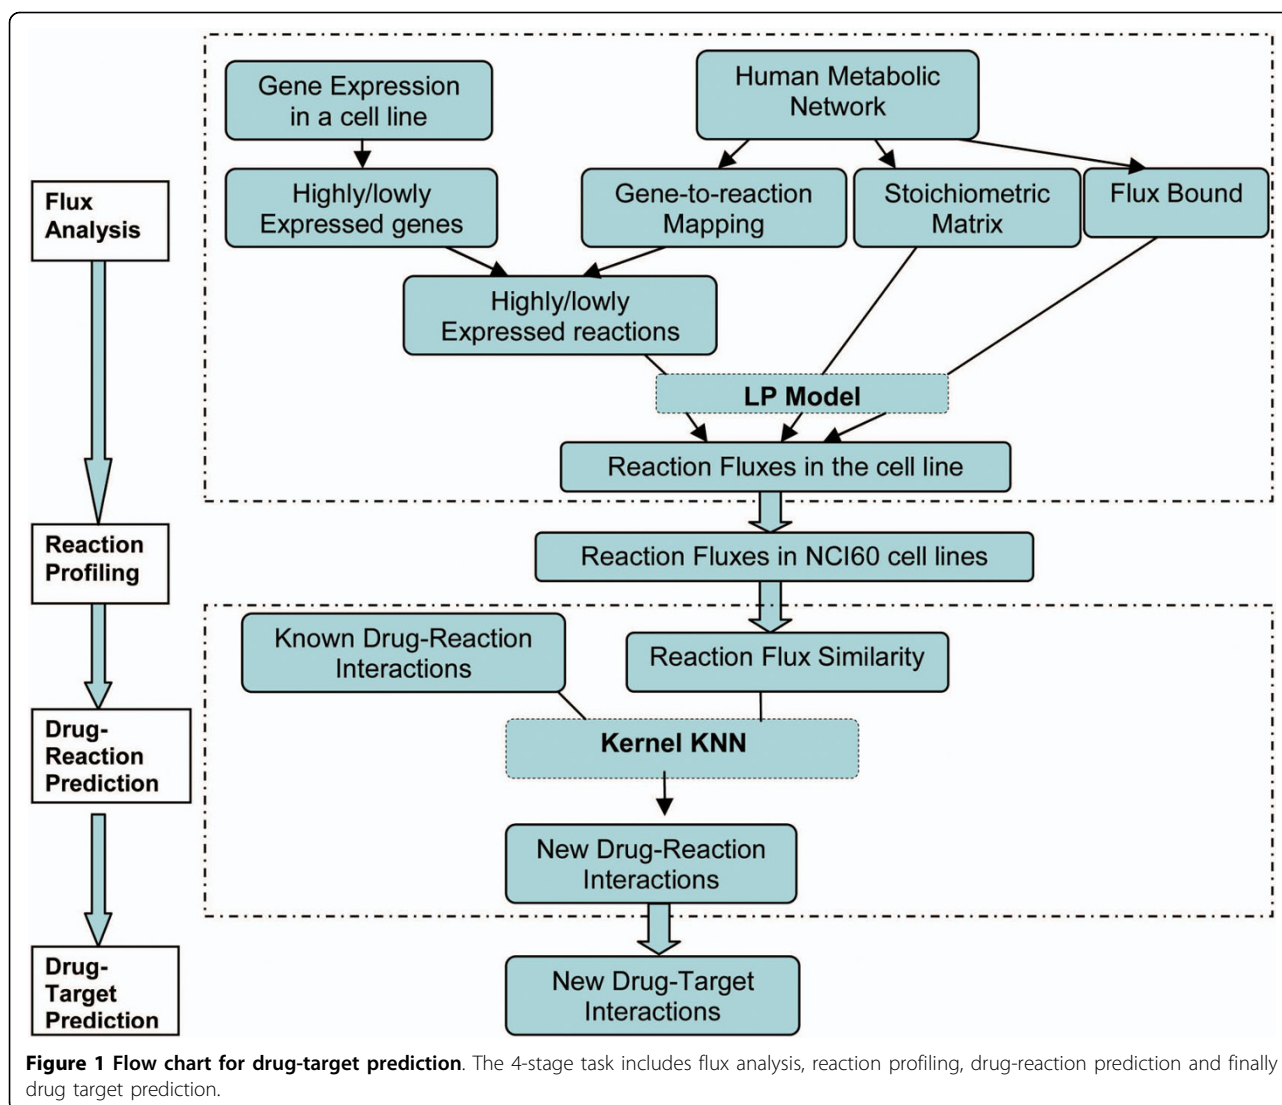 Gene Expression
in a cell line
Human Metabolic
Network
Flux
Analysis
Highly/lowly
Expressed genes
Gene-to-reaction
Mapping
Stoichiometric
Matrix
Flux Bound
Highly/lowly
Expressed reactions
LP Model
Reaction Fluxes in the cell line
Reaction
Profiling
Reaction Fluxes in NCI60 cell lines
Known Drug-Reaction
Interactions
Reaction Flux Similarity
Drug-
Reaction
Prediction
Kernel KNN
New Drug-Reaction
Interactions
Drug-
Target
Prediction
New Drug-Target
Interactions
Figure 1 Flow chart for drug-target prediction. The 4-stage task includes flux analysis, reaction profiling, drug-reaction prediction and finally
drug target prediction.